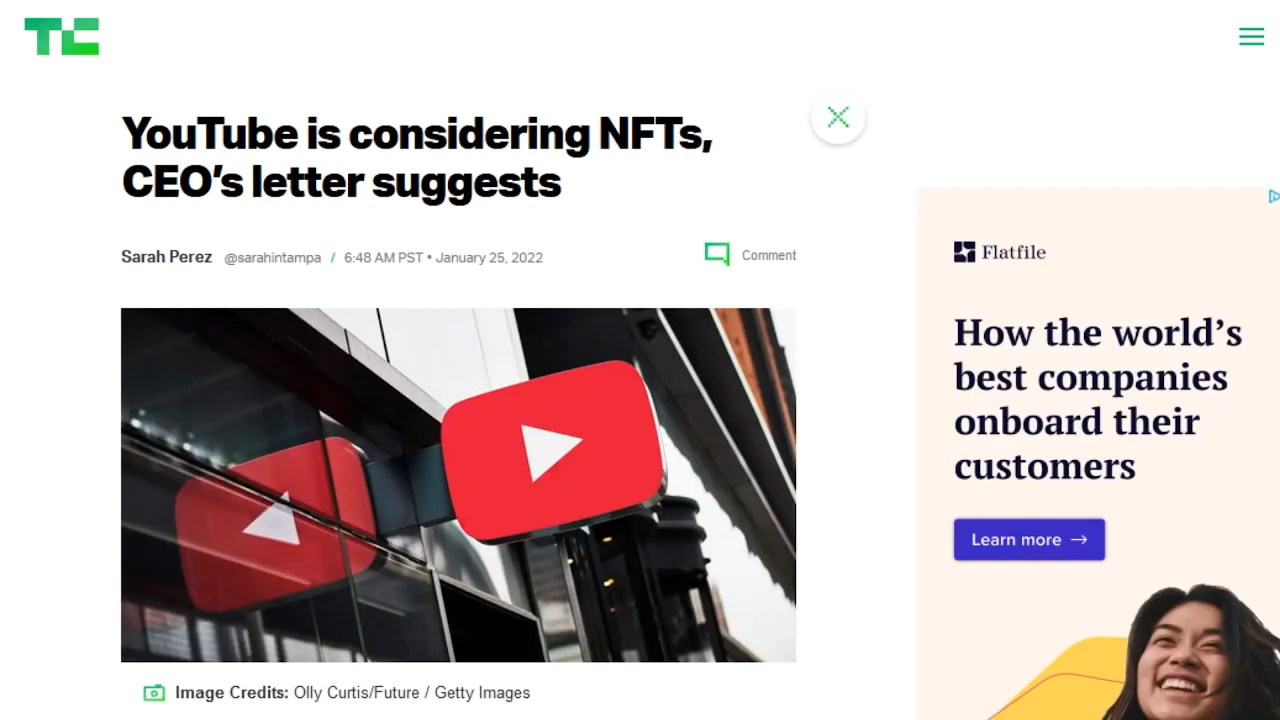 TC
YouTube is considering NFTs,
CEO’s letter suggests
Sarah Perez @sarahintampa / 6:48 AM PST • January 25, 2022
Comment
Image Credits: Olly Curtis/Future / Getty Images
Flatfile
How the world’s
best companies
onboard their
customers
Learn more →